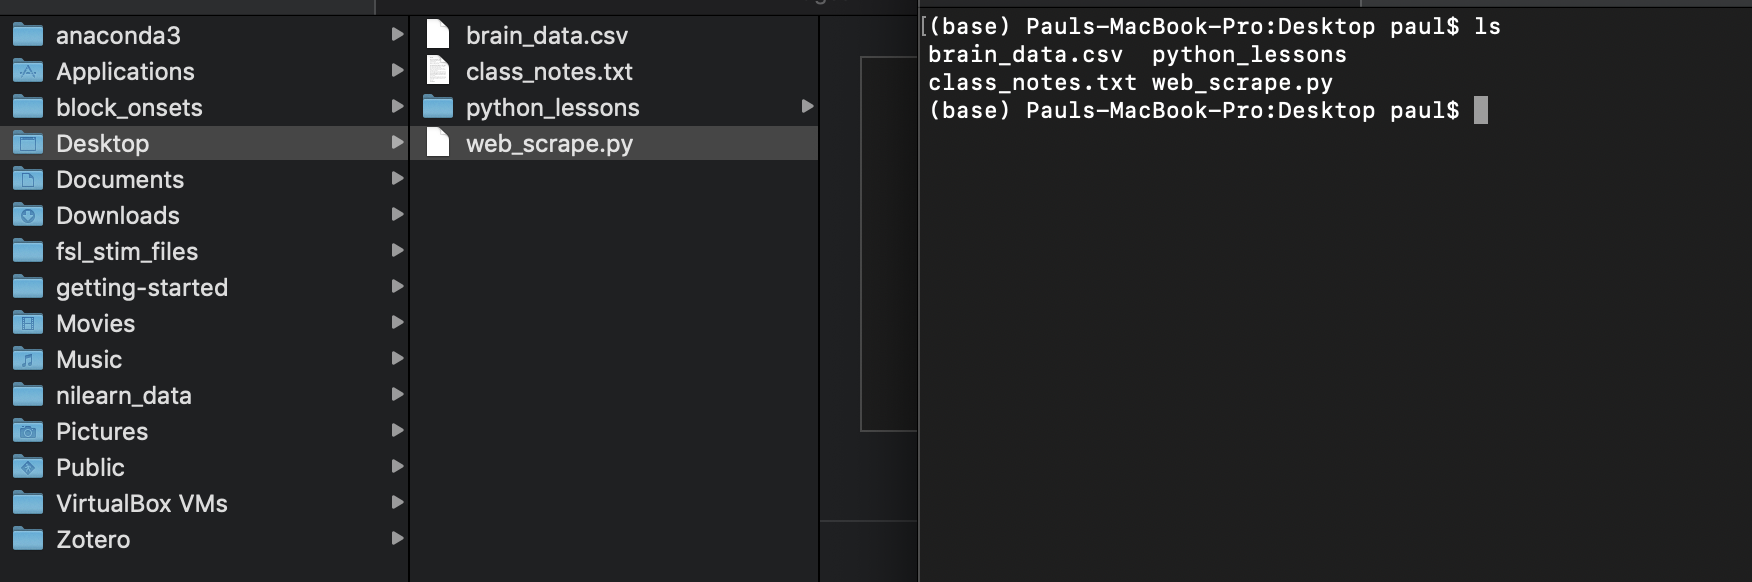 anaconda3
Applications
block_onsets
Desktop
Documents
Downloads
fsl_stim_files
getting-started
Movies
Music
nilearn_data
Pictures
Public
VirtualBox VMs
Zotero
brain_data.csv
class_notes.txt
python_lessons
web_scrape.py
[(base) Pauls-MacBook-Pro:Desktop paul$ ls
brain_data.csv  python_lessons
class_notes.txt web_scrape.py
(base) Pauls-MacBook-Pro:Desktop paul$